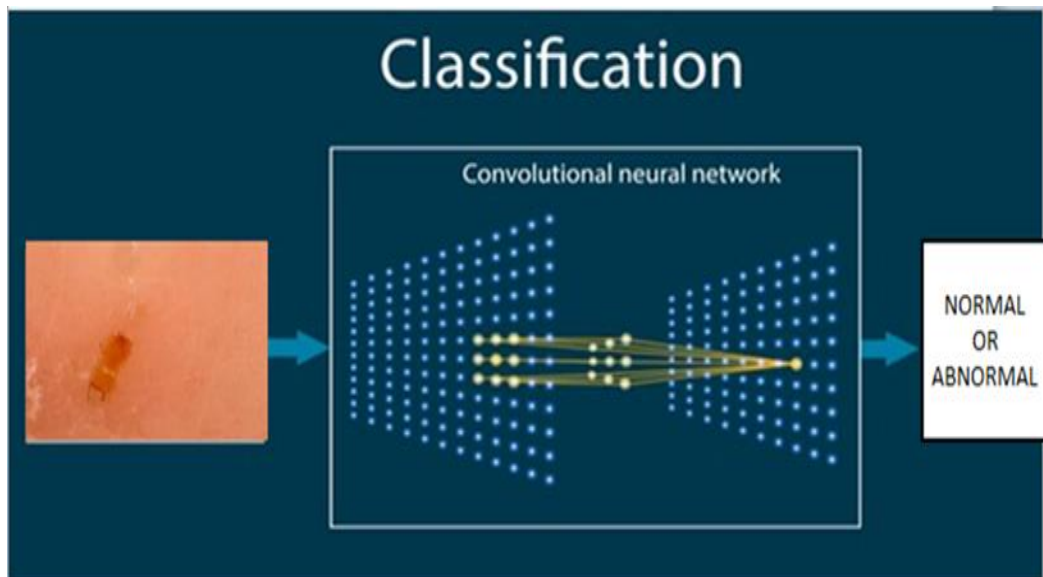 Classification
Convolutional neural network
NORMAL
OR
ABNORMAL